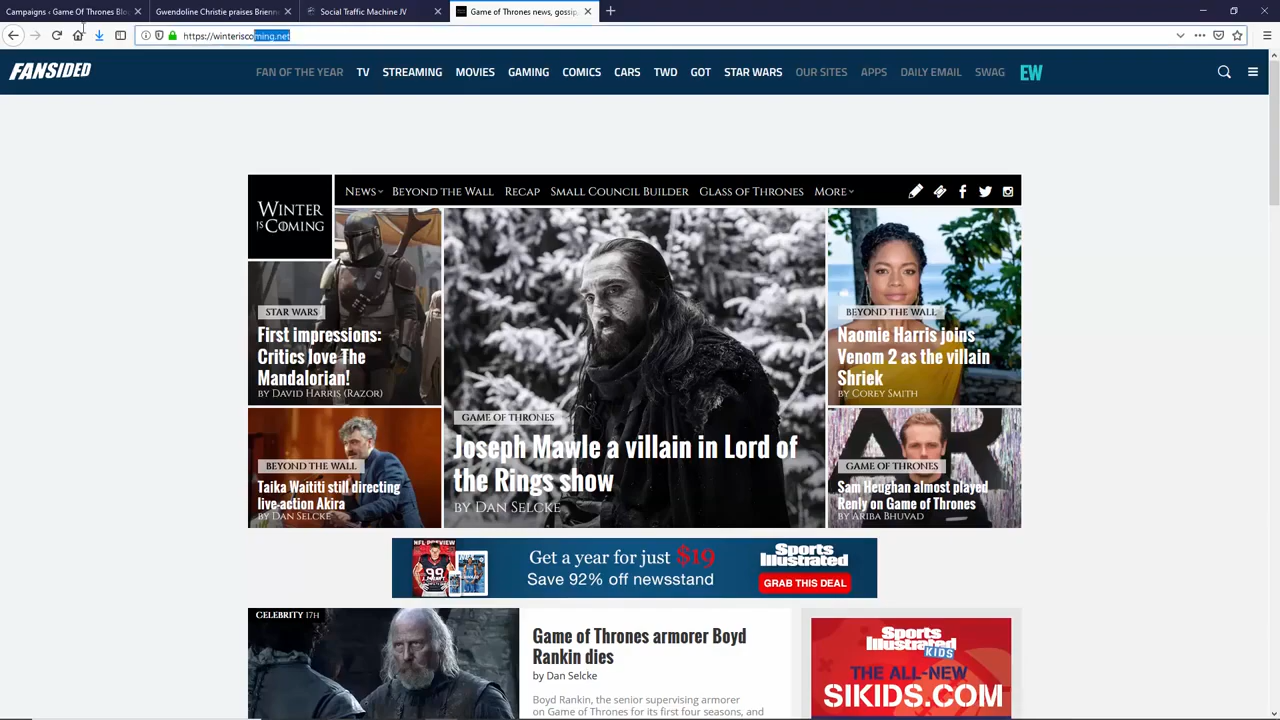 Campaigns ‹ Game Of Thrones Blo
Gwendoline Christie praises Brienn
Social Traffic Machine JV
Game of Thrones news, gossip,
https://winteriscoming.net
FANSIDED
FAN OF THE YEAR TV STREAMING MOVIES GAMING COMICS CARS TWD GOT STAR WARS OUR SITES APPS DAILY EMAIL SWAG EW
WINTER IS COMING
NEWS BEYOND THE WALL RECAP SMALL COUNCIL BUILDER GLASS OF THRONES MORE
STAR WARS
First impressions:
Critics love The
Mandalorian!
BY DAVID HARRIS (RAZOR)
BEYOND THE WALL
Taika Waititi still directing
live-action Akira
BY DAN SELCKE
GAME OF THRONES
Joseph Mawle a villain in Lord of
the Rings show
BY DAN SELCKE
BEYOND THE WALL
Naomie Harris joins
Venom 2 as the villain
Shriek
BY COREY SMITH
AR
GAME OF THRONES
Sam Heughan almost played
Renly on Game of Thrones
BY ARIBA BHUVAD
NFL PREVIEW
99
Get a year for just $19
Save 92% off newsstand
Sports
Illustrated
GRAB THIS DEAL
CELEBRITY 17H
Game of Thrones armorer Boyd
Rankin dies
by Dan Selcke
Boyd Rankin, the senior supervising armorer
on Game of Thrones for its first four seasons, and
Sports
Illustrated
KIDS
THE ALL-NEW
SIKIDS.COM